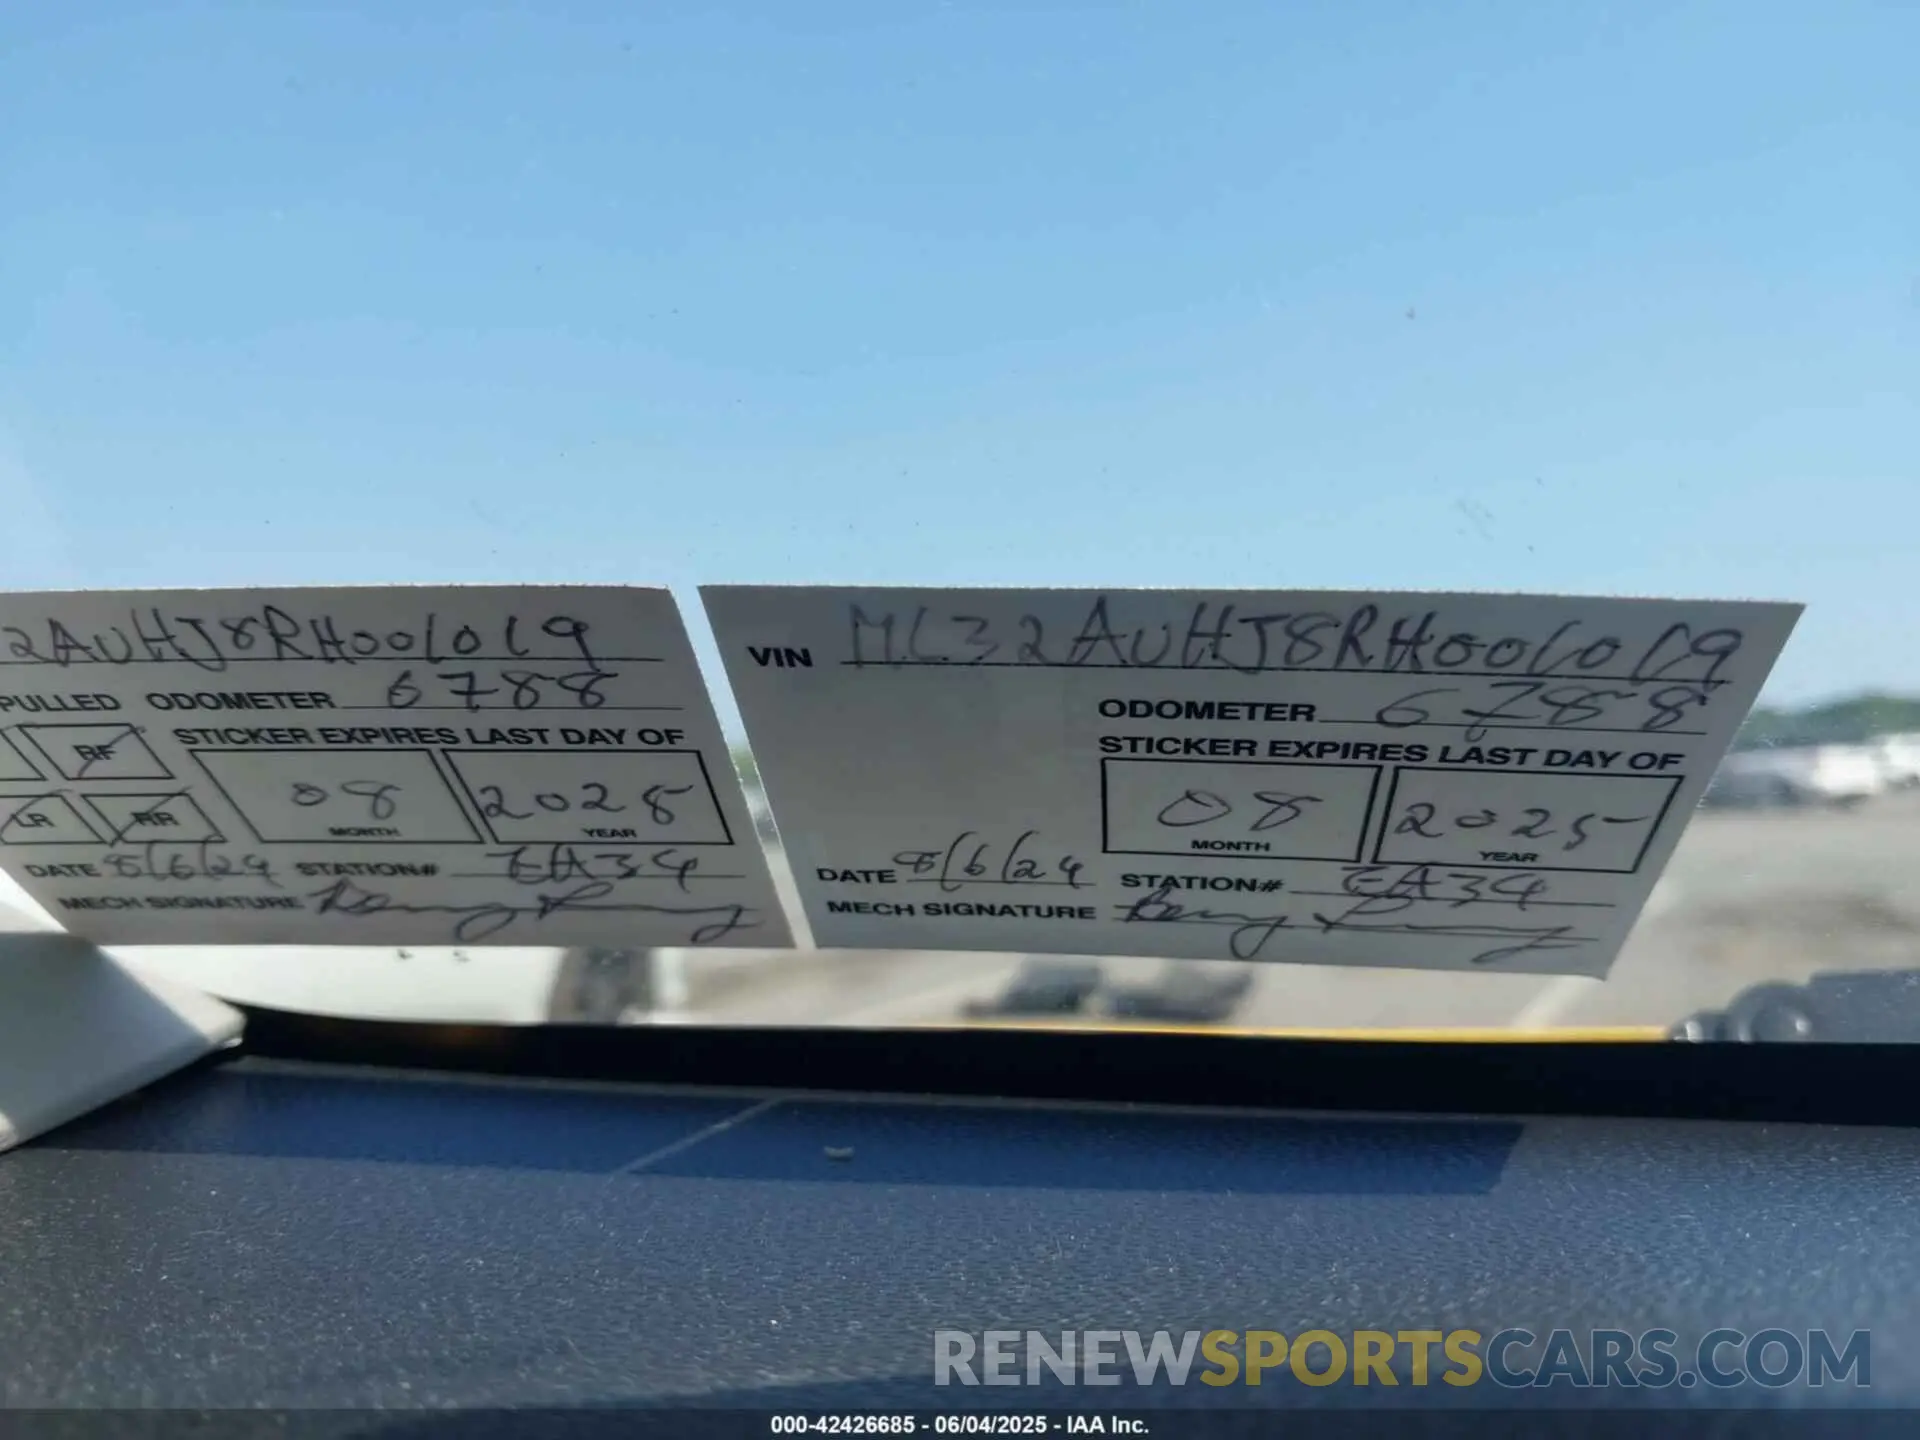 2AUHJ8RH001019
PULLED ODOMETER 6788
RF STICKER EXPIRES LAST DAY OF
08 2025
MONTH YEAR
LR RR
DATE 8/6/24 STATION# EA34
MECH SIGNATURE
VIN ML32AUHJ8RH001019
ODOMETER 6788
STICKER EXPIRES LAST DAY OF
08 2025
MONTH YEAR
DATE 8/6/24 STATION# EA34
MECH SIGNATURE
RENEWSPORTSCARS.COM
000-42426685 - 06/04/2025 - IAA Inc.